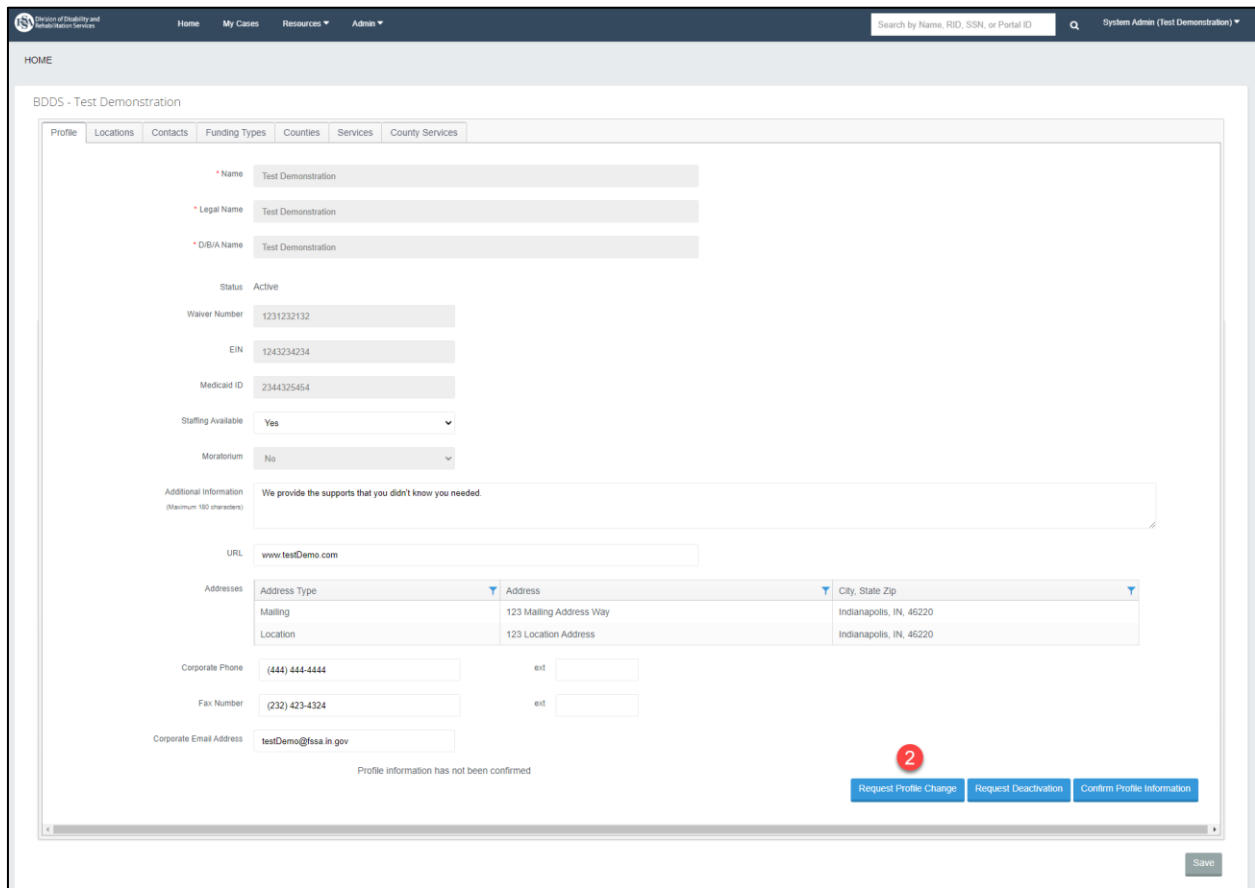 FSSA Division of Disability and Rehabilitation Services Home My Cases Resources Admin Search by Name, RID, SSN, or Portal ID System Admin (Test Demonstration)
HOME
BDDS - Test Demonstration
Profile Locations Contacts Funding Types Counties Services County Services
* Name Test Demonstration
* Legal Name Test Demonstration
* D/B/A Name Test Demonstration
Status Active
Waiver Number 1231232132
EIN 1243234234
Medicaid ID 2344325454
Staffing Available Yes
Moratorium No
Additional Information We provide the supports that you didn't know you needed.
(Maximum 180 characters)
URL www.testDemo.com
Addresses Address Type Address City, State Zip
Mailing 123 Mailing Address Way Indianapolis, IN, 46220
Location 123 Location Address Indianapolis, IN, 46220
Corporate Phone (444) 444-4444 ext
Fax Number (232) 423-4324 ext
Corporate Email Address testDemo@fssa.in.gov
Profile information has not been confirmed
2
Request Profile Change Request Deactivation Confirm Profile Information
Save